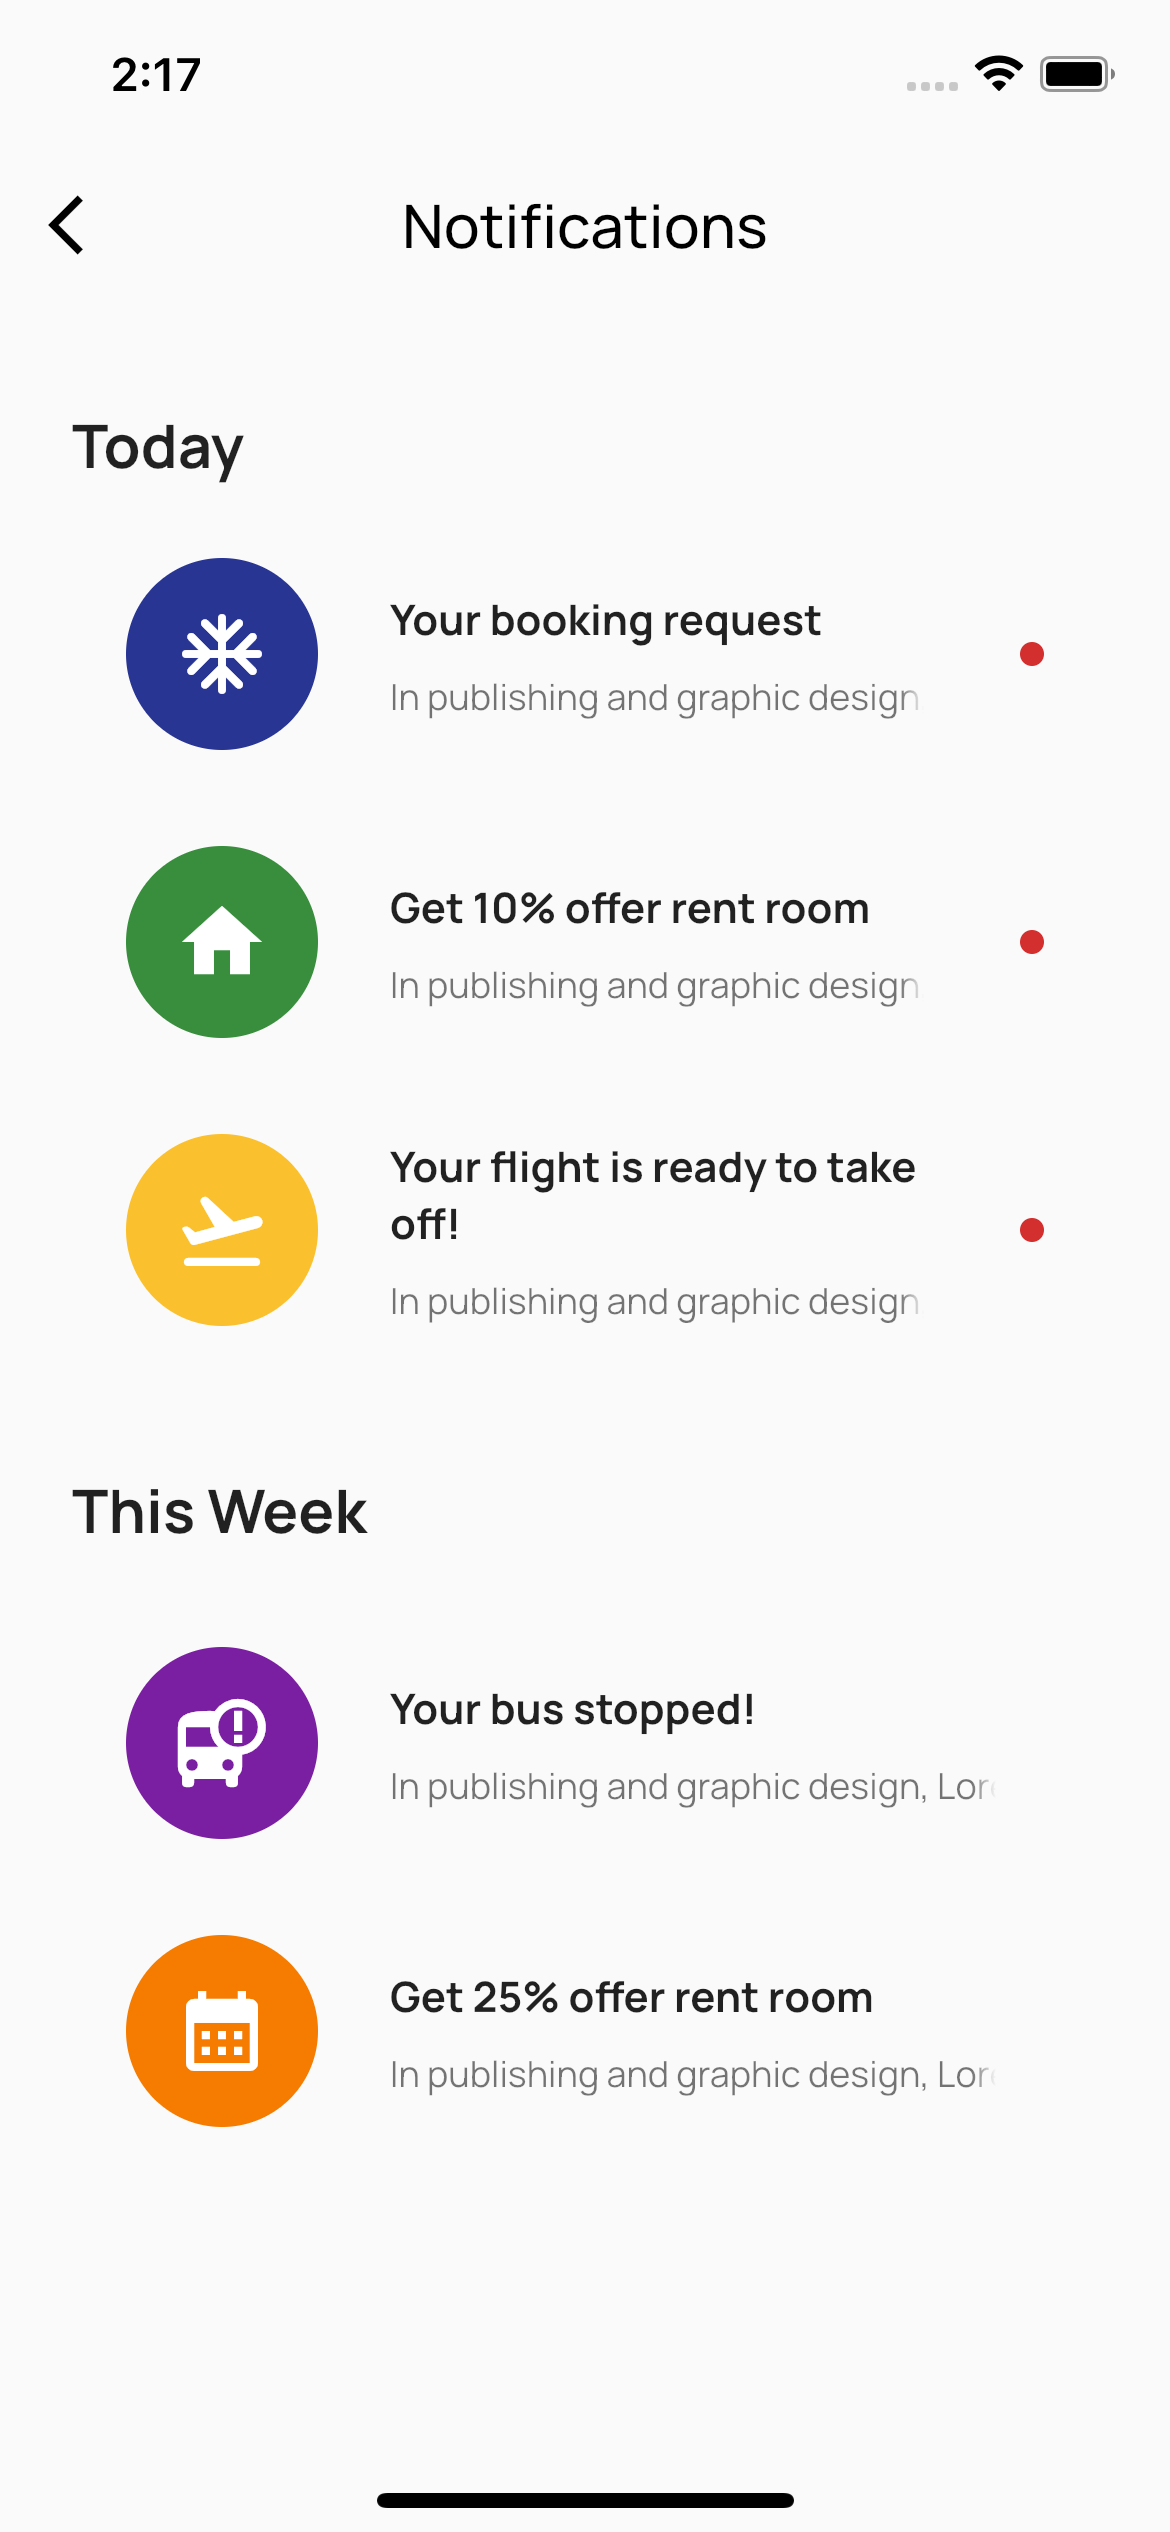 2:17
Notifications
Today
Your booking request
In publishing and graphic design
Get 10% offer rent room
In publishing and graphic design
Your flight is ready to take
off!
In publishing and graphic design
This Week
Your bus stopped!
In publishing and graphic design, Lor
Get 25% offer rent room
In publishing and graphic design, Lor